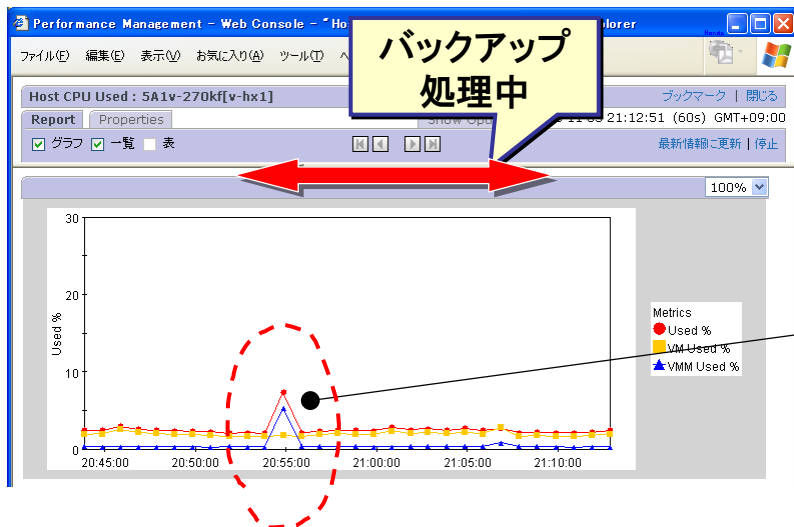 Performance Management - Web Console - "Ho
orer
ファイル(F) 編集(E) 表示(V) お気に入り(A) ツール(T) ヘ
バックアップ
処理中
Host CPU Used : 5A1v-270kf[v-hx1]
ブックマーク | 閉じる
Report Properties
Show Op
21:12:51 (60s) GMT+09:00
グラフ 一覧 表
最新情報に更新 | 停止
100%
30
20
10
0
Used %
20:45:00 20:50:00 20:55:00 21:00:00 21:05:00 21:10:00
Metrics
Used %
VM Used %
VMM Used %